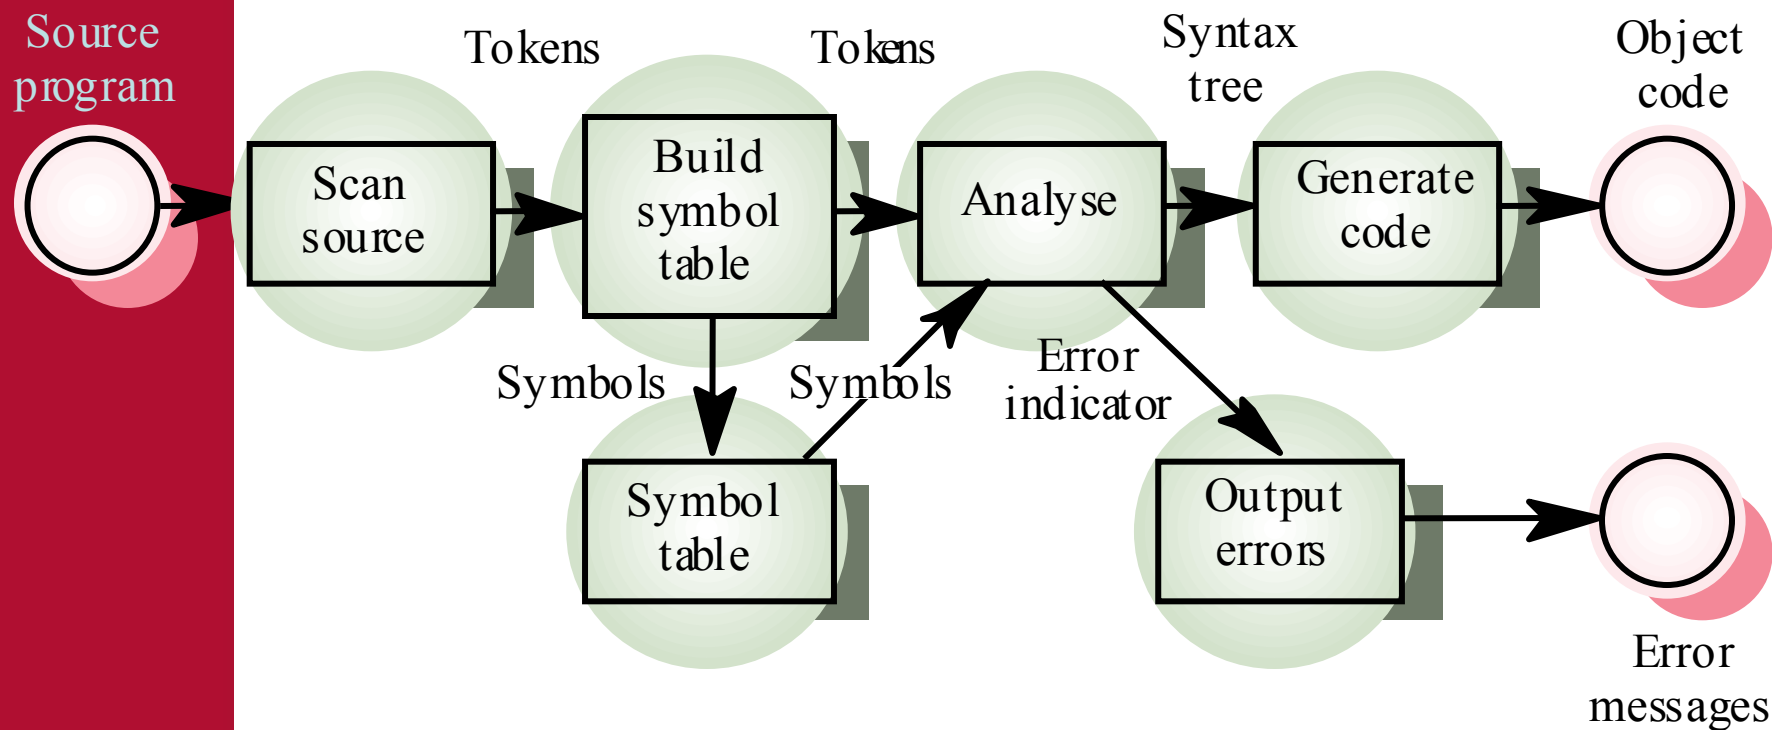 Source
program
Tokens
Tokens
Syntax
tree
Object
code
Scan
source
Build
symbol
table
Analyse
Generate
code
Symbols
Symbols
Error
indicator
Symbol
table
Output
errors
Error
messages